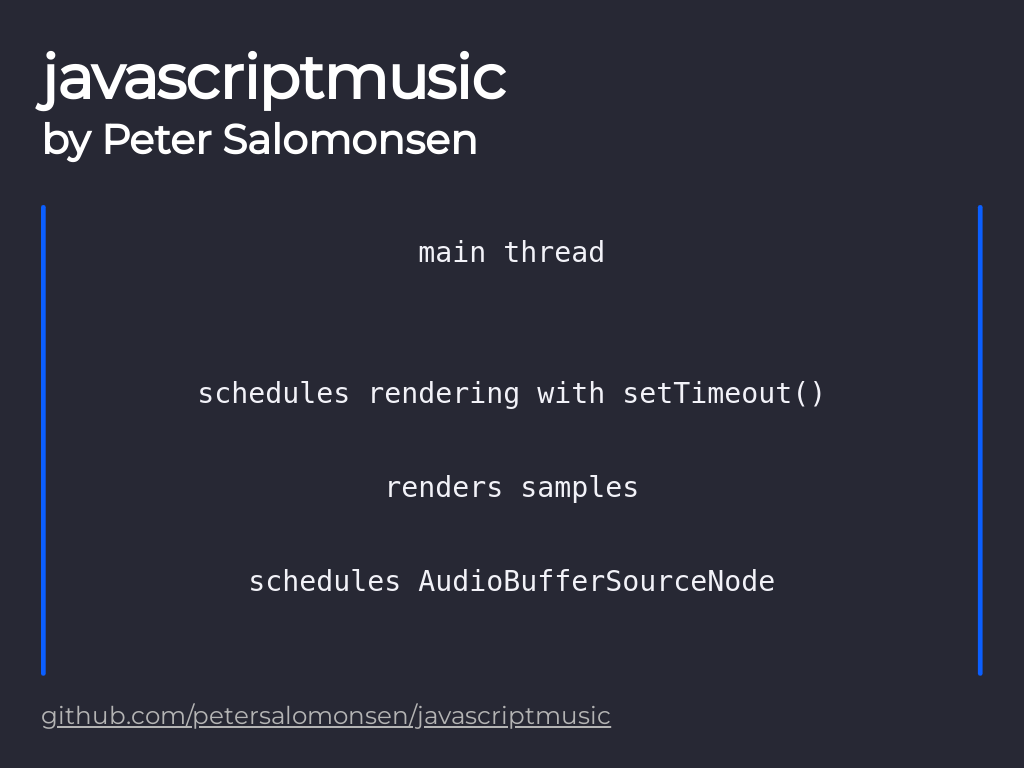 javascriptmusic
by Peter Salomonsen
main thread
schedules rendering with setTimeout()
renders samples
schedules AudioBufferSourceNode
github.com/petersalomonsen/javascriptmusic